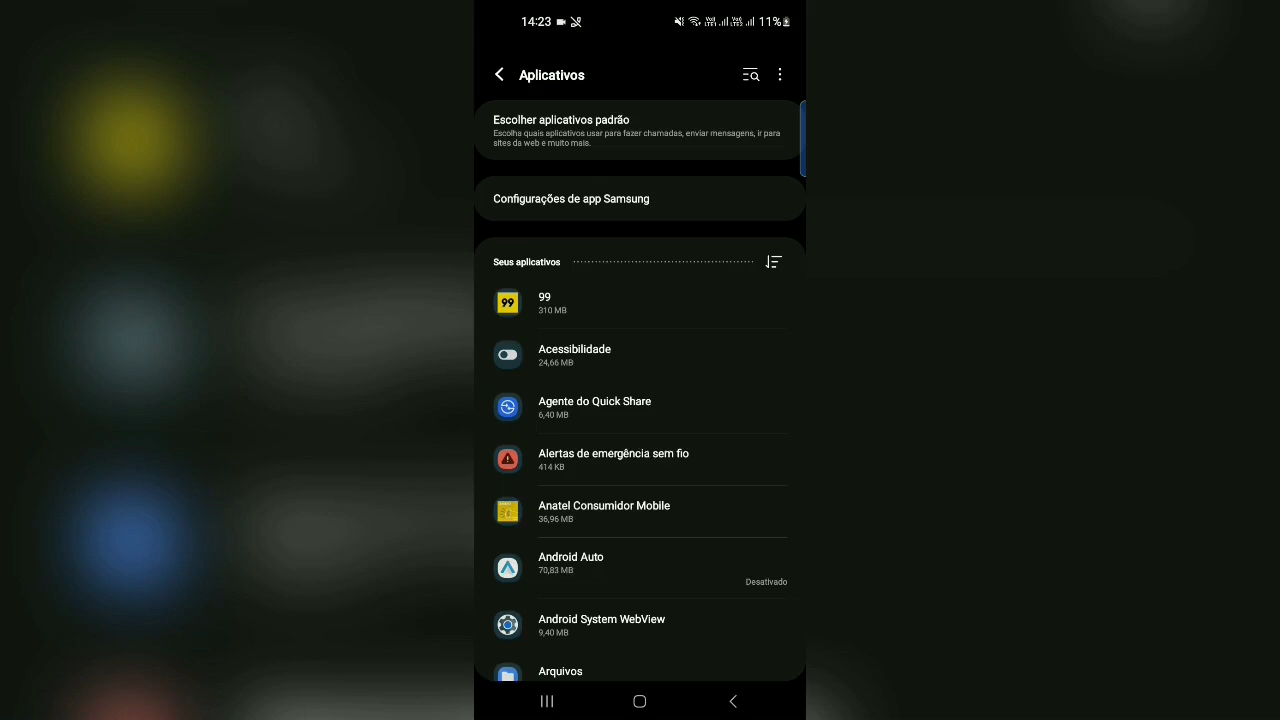 14:23
11%
Aplicativos
Escolher aplicativos padrão
Escolha quais aplicativos usar para fazer chamadas, enviar mensagens, ir para
sites da web e muito mais.
Configurações de app Samsung
Seus aplicativos
99
99
310 MB
Acessibilidade
24,66 MB
Agente do Quick Share
6,40 MB
Alertas de emergência sem fio
414 KB
Anatel Consumidor Mobile
36,96 MB
Android Auto
70,83 MB
Desativado
Android System WebView
9,40 MB
Arquivos